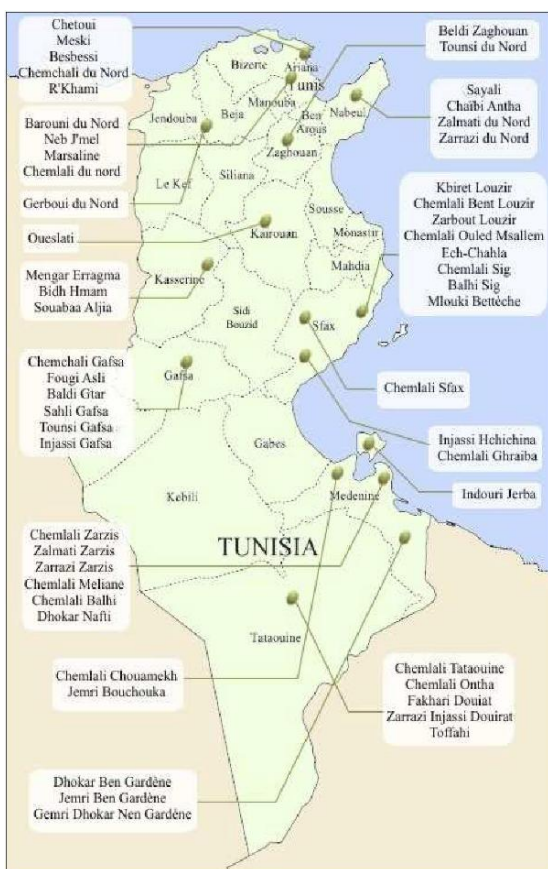 Chetoui
Meski
Besbessi
Chemchali du Nord
R'Khami
Beldi Zaghouan
Tounsi du Nord
Barouni du Nord
Neb J'mel
Marsaline
Chemlali du nord
Sayali
Chaïbi Antha
Zalmati du Nord
Zarrazi du Nord
Gerboui du Nord
Oueslati
Kbiret Louzir
Chemlali Bent Louzir
Zarbout Louzir
Chemlali Ouled Msallem
Ech-Chahla
Chemlali Sig
Balhi Sig
Mlouki Bettèche
Mengar Erragma
Bidh Hmam
Souabaa Aljia
Chemchali Gafsa
Fougi Asli
Baldi Gtar
Sahli Gafsa
Tounsi Gafsa
Injassi Gafsa
Chemlali Sfax
Injassi Hchichina
Chemlali Ghraiba
Indouri Jerba
Chemlali Zarzis
Zalmati Zarzis
Zarrazi Zarzis
Chemlali Meliane
Chemlali Balhi
Dhokar Nafti
Chemlali Chouamekh
Jemri Bouchouka
Chemlali Tataouine
Chemlali Ontha
Fakhari Douiat
Zarrazi Injassi Douirat
Toffahi
Dhokar Ben Gardène
Jemri Ben Gardène
Gemri Dhokar Nen Gardène
Bizerte
Ariana
Tunis
Manouba
Jendouba
Beja
Ben
Arous
Nabeul
Zaghouan
Le Kef
Siliana
Sousse
Kairouan
Monastir
Mahdia
Kasserine
Sidi
Bouzid
Sfax
Gafsa
Gabes
Kebili
Medenine
TUNISIA
Tataouine